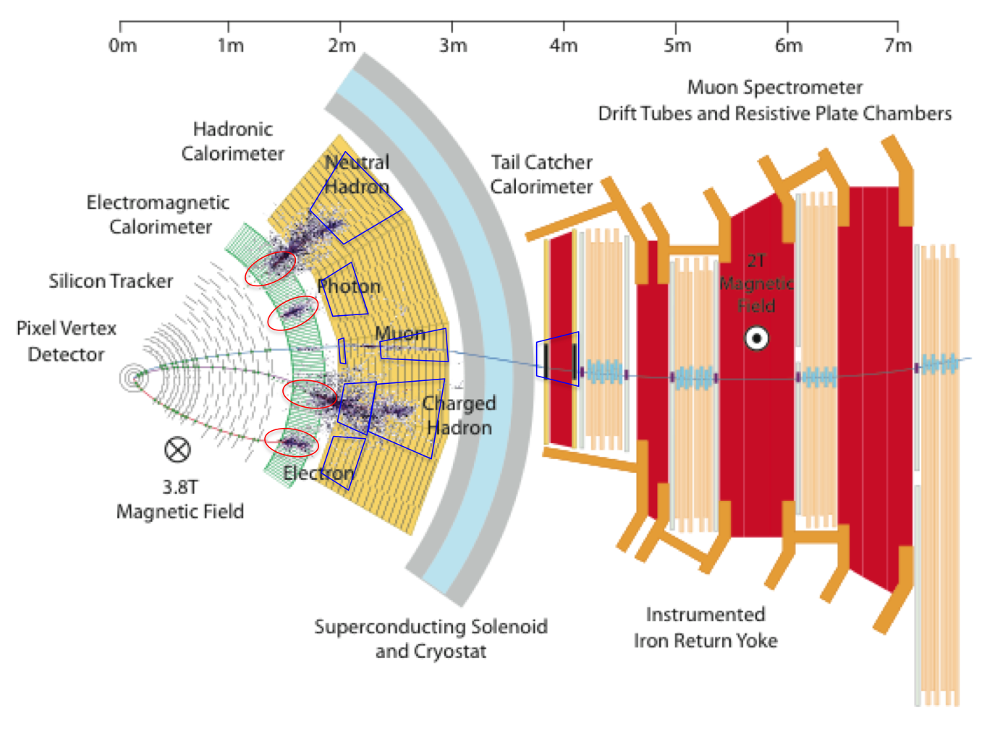 0m 1m 2m 3m 4m 5m 6m 7m
Muon Spectrometer
Drift Tubes and Resistive Plate Chambers
Hadronic
Calorimeter
Neutral
Hadron
Tail Catcher
Calorimeter
Electromagnetic
Calorimeter
Silicon Tracker
Photon
2T
Magnetic
Field
Pixel Vertex
Detector
Muon
Charged
Hadron
Electron
3.8T
Magnetic Field
Superconducting Solenoid
and Cryostat
Instrumented
Iron Return Yoke